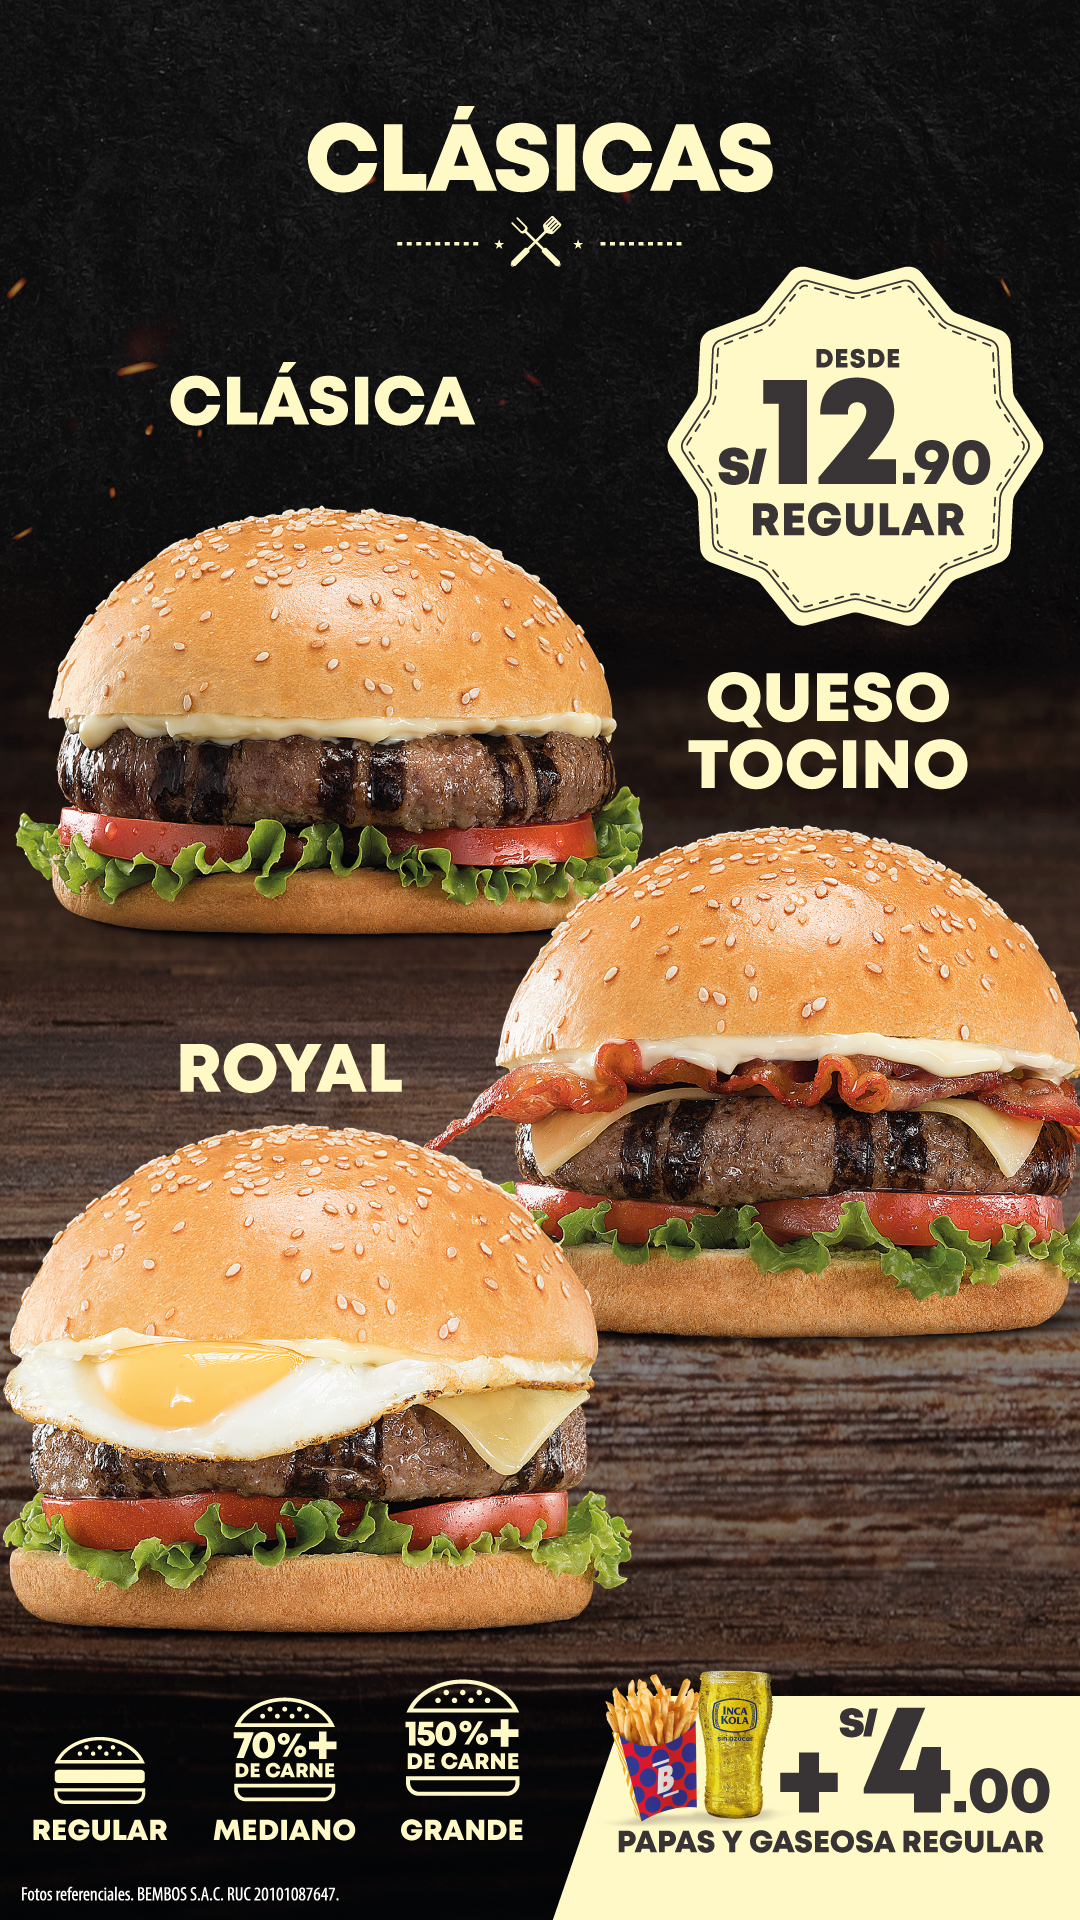 CLÁSICAS
CLÁSICA
DESDE
S/12.90
REGULAR
QUESO
TOCINO
ROYAL
REGULAR
70%+
DE CARNE
MEDIANO
150%+
DE CARNE
GRANDE
B
INCA
KOLA
sin azúcar
+ S/4.00
PAPAS Y GASEOSA REGULAR
Fotos referenciales. BEMBOS S.A.C. RUC 20101087647.